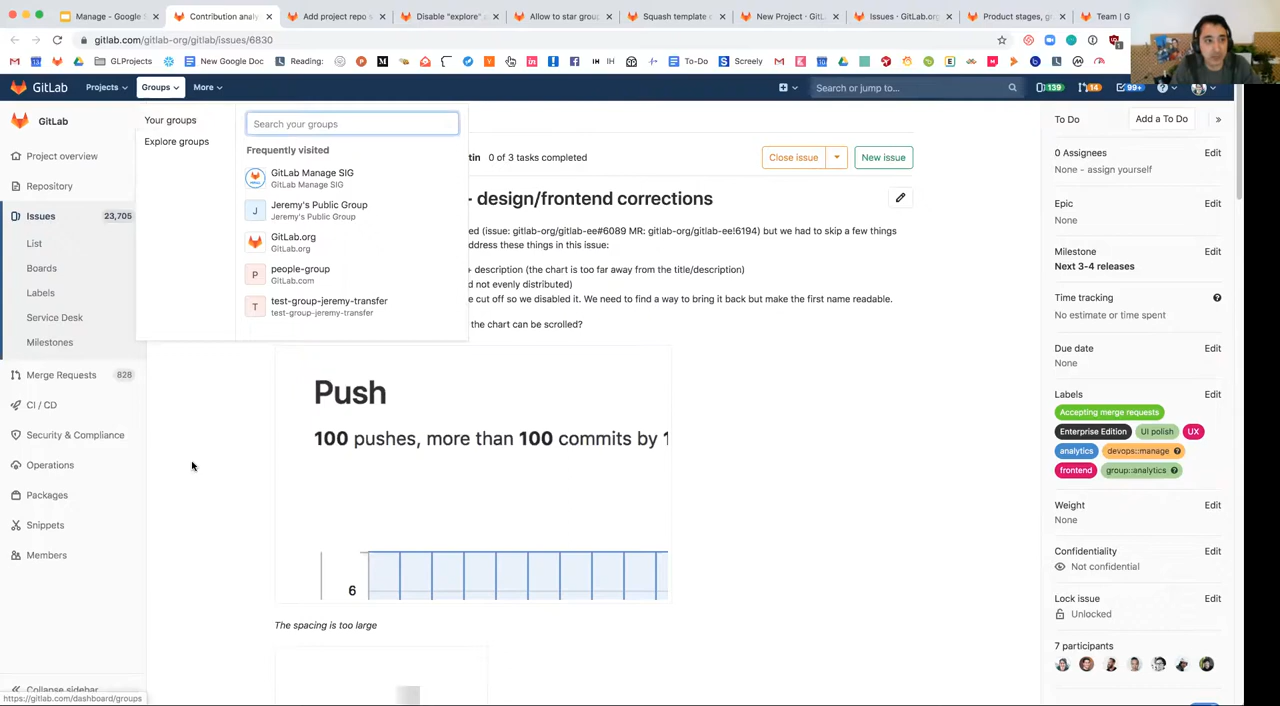 Manage - Google D
Contribution analy
Add project repo s
Disable "explore" a
Allow to star group
Squash template c
New Project · GitL
Issues · GitLab.org
Product stages, gr
Team | G
gitlab.com/gitlab-org/gitlab/issues/6830
GLProjects
New Google Doc
Reading:
IH
To-Do
Screely
GitLab
Projects
Groups
More
Search or jump to...
139
14
99+
GitLab
Project overview
Repository
Issues
23,705
List
Boards
Labels
Service Desk
Milestones
Merge Requests
828
CI / CD
Security & Compliance
Operations
Packages
Snippets
Members
Collapse sidebar
https://gitlab.com/dashboard/groups
Your groups
Explore groups
Search your groups
Frequently visited
GitLab Manage SIG
GitLab Manage SIG
J
Jeremy's Public Group
Jeremy's Public Group
GitLab.org
GitLab.org
P
people-group
GitLab.com
T
test-group-jeremy-transfer
test-group-jeremy-transfer
tin
0 of 3 tasks completed
Close issue
New issue
- design/frontend corrections
ed (issue: gitlab-org/gitlab-ee#6089 MR: gitlab-org/gitlab-ee!6194) but we had to skip a few things
ddress these things in this issue:
+ description (the chart is too far away from the title/description)
d not evenly distributed)
e cut off so we disabled it. We need to find a way to bring it back but make the first name readable.
the chart can be scrolled?
Push
100 pushes, more than 100 commits by 1
6
The spacing is too large
To Do
Add a To Do
0 Assignees
Edit
None - assign yourself
Epic
Edit
None
Milestone
Edit
Next 3-4 releases
Time tracking
No estimate or time spent
Due date
Edit
None
Labels
Edit
Accepting merge requests
Enterprise Edition
UI polish
UX
analytics
devops::manage
frontend
group::analytics
Weight
Edit
None
Confidentiality
Edit
Not confidential
Lock issue
Edit
Unlocked
7 participants